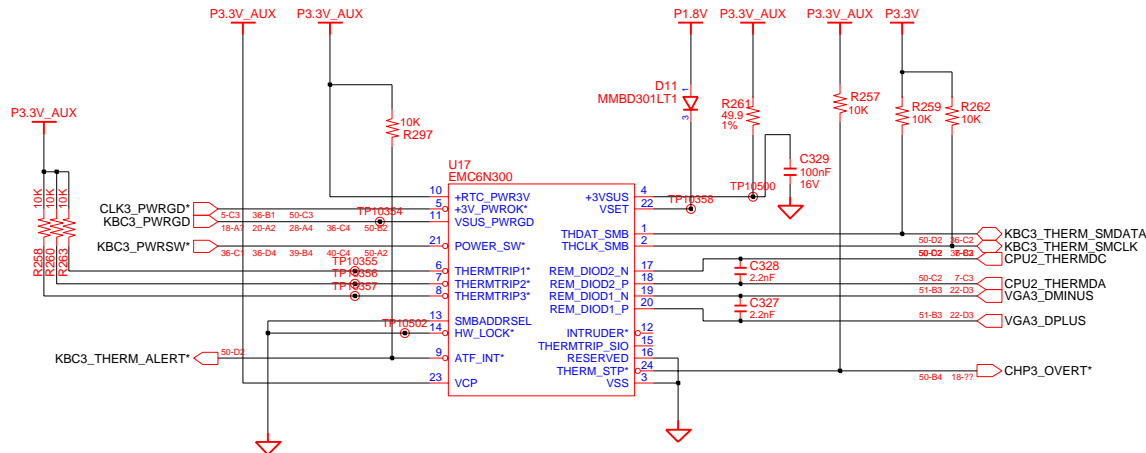 P3.3V_AUX
P3.3V_AUX
P1.8V
P3.3V_AUX
P3.3V_AUX
P3.3V
D11
MMBD301LT1
1
3
R261
49.9
1%
R257
10K
R259
10K
R262
10K
P3.3V_AUX
10K
R297
C329
100nF
16V
10K
10K
10K
R258
R260
R263
U17
EMC6N300
TP10354
TP10358
TP10500
10 +RTC_PWR3V
+3VSUS 4
CLK3_PWRGD*
5 +3V_PWROK*
VSET 22
5-C3 36-B1 50-C3
KBC3_PWRGD
11 VSUS_PWRGD
18-A? 20-A2 28-A4 36-C4 50-B2
THDAT_SMB 1
KBC3_THERM_SMDATA
50-D2 36-C2
KBC3_PWRSW*
21 POWER_SW*
THCLK_SMB 2
KBC3_THERM_SMCLK
36-C1 36-D4 39-B4 40-C4 50-A2
50-D2
CPU2_THERMDC
TP10355
6 THERMTRIP1*
REM_DIOD2_N 17
C328
2.2nF
50-C2 7-C3
TP10356
7 THERMTRIP2*
REM_DIOD2_P 18
CPU2_THERMDA
TP10357
8 THERMTRIP3*
REM_DIOD1_N 19
51-B3 22-D3
VGA3_DMINUS
REM_DIOD1_P 20
C327
2.2nF
13 SMBADDRSEL
51-B3 22-D3
VGA3_DPLUS
TP10502
14 HW_LOCK*
INTRUDER* 12
THERMTRIP_SIO 15
KBC3_THERM_ALERT*
50-D2
9 ATF_INT*
RESERVED 16
THERM_STP* 24
CHP3_OVERT*
50-B4 18-??
23 VCP
VSS 3